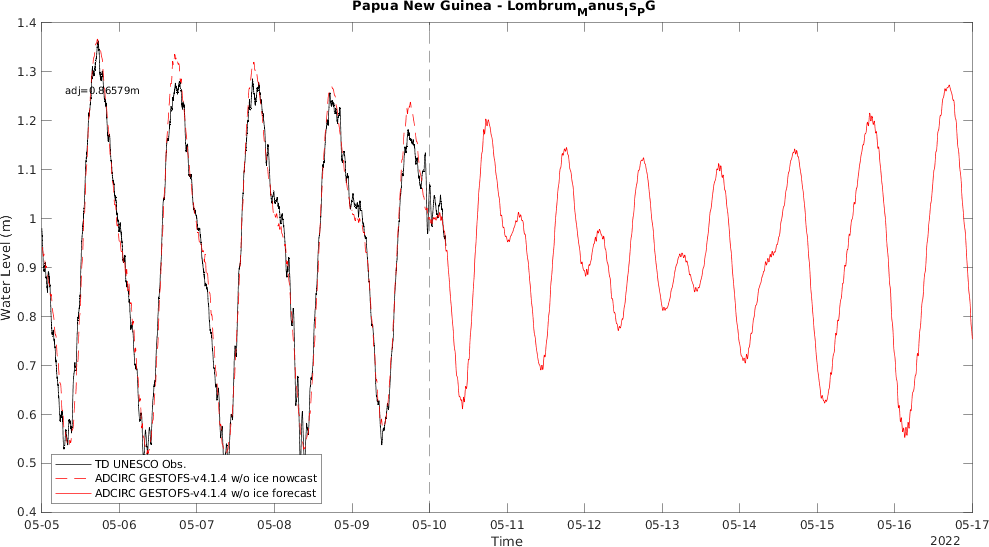 Papua New Guinea - LombrumManusIsPG
1.4
1.3
1.2
1.1
1
0.9
0.8
0.7
0.6
0.5
0.4
Water Level (m)
adj=0.86579m
TD UNESCO Obs.
ADCIRC GESTOFS-v4.1.4 w/o ice nowcast
ADCIRC GESTOFS-v4.1.4 w/o ice forecast
05-05 05-06 05-07 05-08 05-09 05-10 05-11 05-12 05-13 05-14 05-15 05-16 05-17
Time
2022